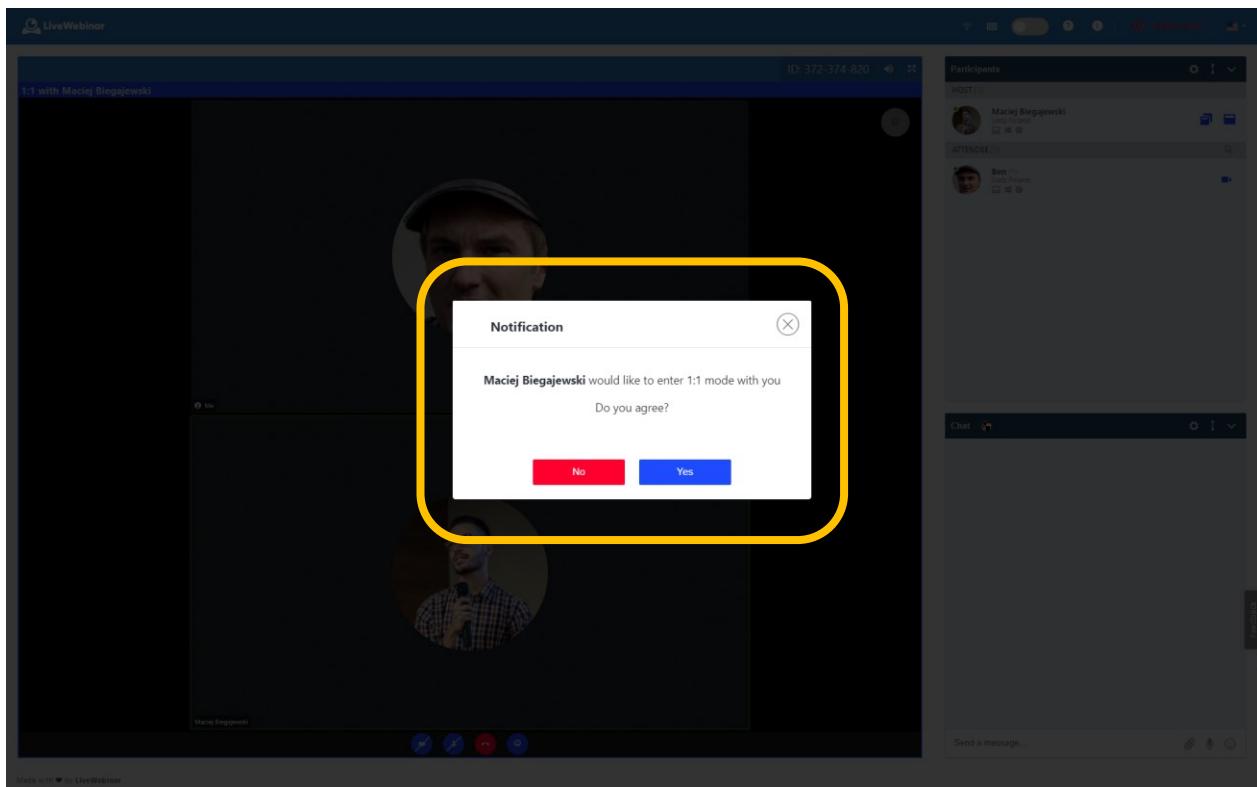 LiveWebinar
ID: 372-374-820
1:1 with Maciej Biegajewski
Me
Maciej Biegajewski
Participants
HOST
Maciej Biegajewski
ATTENDEE
Ben
Notification
Maciej Biegajewski would like to enter 1:1 mode with you
Do you agree?
No
Yes
Chat
Send a message...
Made with ♥ by LiveWebinar